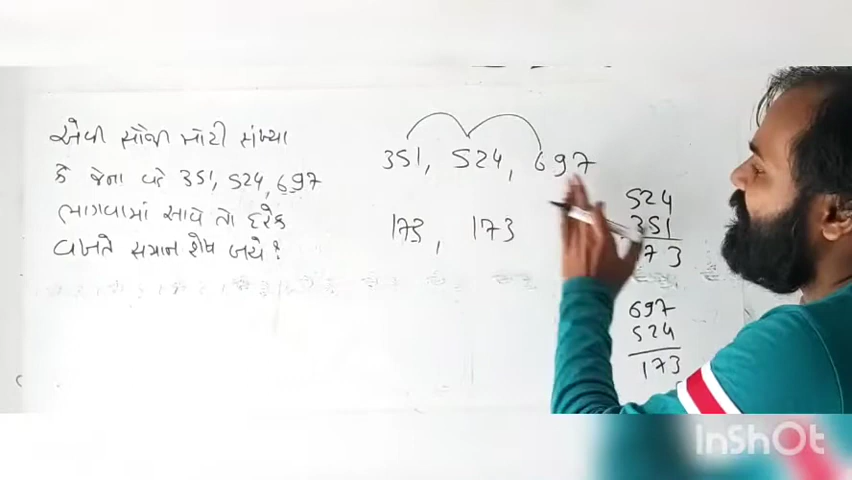 એવી સૌથી મોટી સંખ્યા
કે જેના વડે 351, 524, 697
ભાગવામાં આવે તો દરેક
વખતે સમાન શેષ વધે ?
351, 524, 697
173, 173
524
351
173
697
524
173
InShOt